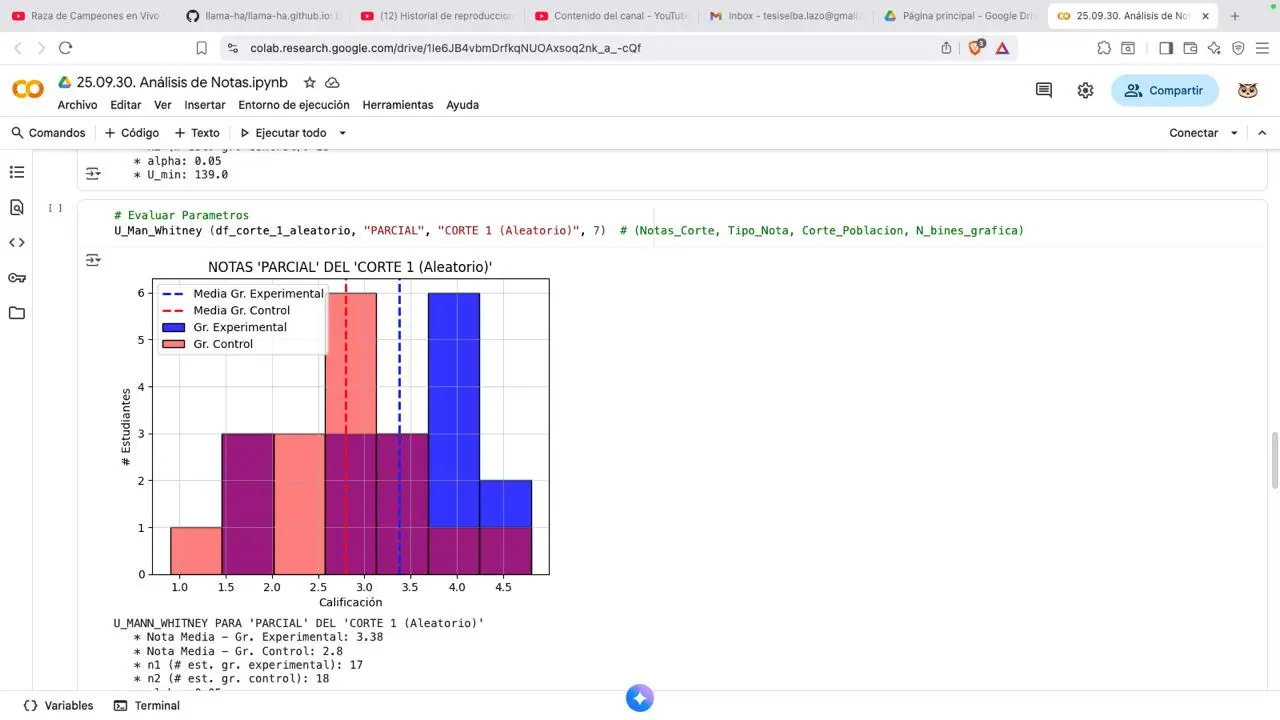 Raza de Campeones en Vivo
llama-ha/llama-ha.github.io:
(12) Historial de reproduccion
Contenido del canal - YouTube
Inbox - tesiselba.lazo@gmail.
Página principal - Google Dri
25.09.30. Análisis de No
colab.research.google.com/drive/1Ie6JB4vbmDrfkqNUOAxsoq2nk_a_-cQf
3
25.09.30. Análisis de Notas.ipynb
Archivo Editar Ver Insertar Entorno de ejecución Herramientas Ayuda
Compartir
Comandos + Código + Texto Ejecutar todo
Conectar
* alpha: 0.05
* U_min: 139.0
[ ]
# Evaluar Parametros
U_Man_Whitney (df_corte_1_aleatorio, "PARCIAL", "CORTE 1 (Aleatorio)", 7) # (Notas_Corte, Tipo_Nota, Corte_Poblacion, N_bines_grafica)
NOTAS 'PARCIAL' DEL 'CORTE 1 (Aleatorio)'
Media Gr. Experimental
Media Gr. Control
Gr. Experimental
Gr. Control
6
5
4
3
2
1
0
# Estudiantes
1.0 1.5 2.0 2.5 3.0 3.5 4.0 4.5
Calificación
U_MANN_WHITNEY PARA 'PARCIAL' DEL 'CORTE 1 (Aleatorio)'
* Nota Media - Gr. Experimental: 3.38
* Nota Media - Gr. Control: 2.8
* n1 (# est. gr. experimental): 17
* n2 (# est. gr. control): 18
{} Variables Terminal